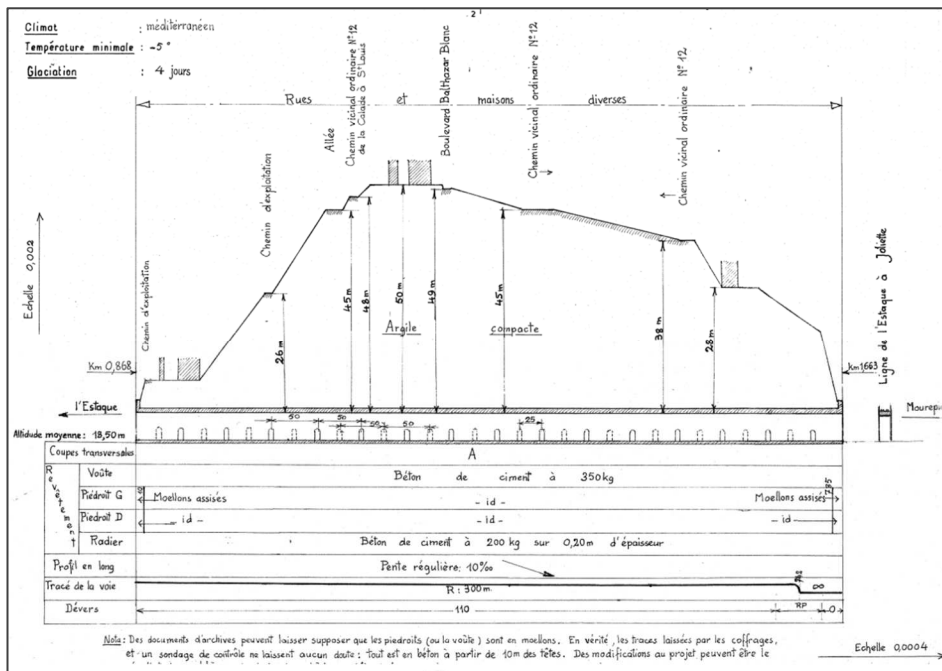 2
Climat : méditerranéen
Température minimale : -5°
Glaciation : 4 jours
Rues et maisons diverses
Chemin d'exploitation
Chemin d'exploitation
Allée
Chemin vicinal ordinaire N°12
de la Calade à St Louis
Boulevard Balthazar Blanc
Chemin vicinal ordinaire N°12
Chemin vicinal ordinaire N°12
Ligne de l'Estaque à Joliette
Echelle 0,002
26m
45m
48m
50m
49m
45m
38m
28m
Argile compacte
Km 0,868
km 1663
l'Estaque
50 50 50 50 25
Altidude moyenne: 18,50m
Coupes transversales A
Revêtement
Voûte Béton de ciment à 350kg
Piédroit G Moellons assisés - id - Moellons assisés
Piedroit D - id - - id - - id -
Radier Béton de ciment à 200 kg sur 0,20m d'épaisseur
Profil en long Pente régulière: 10‰
Tracé de la voie R: 300m. ∞
Dévers 110 RP 0
Nota: Des documents d'archives peuvent laisser supposer que les piedroits (ou la voûte) sont en moellons. En vérité, les traces laissées par les coffrages,
et un sondage de contrôle ne laissent aucun doute: tout est en béton à partir de 10m des têtes. Des modifications au projet peuvent être le
Echelle 0,0004